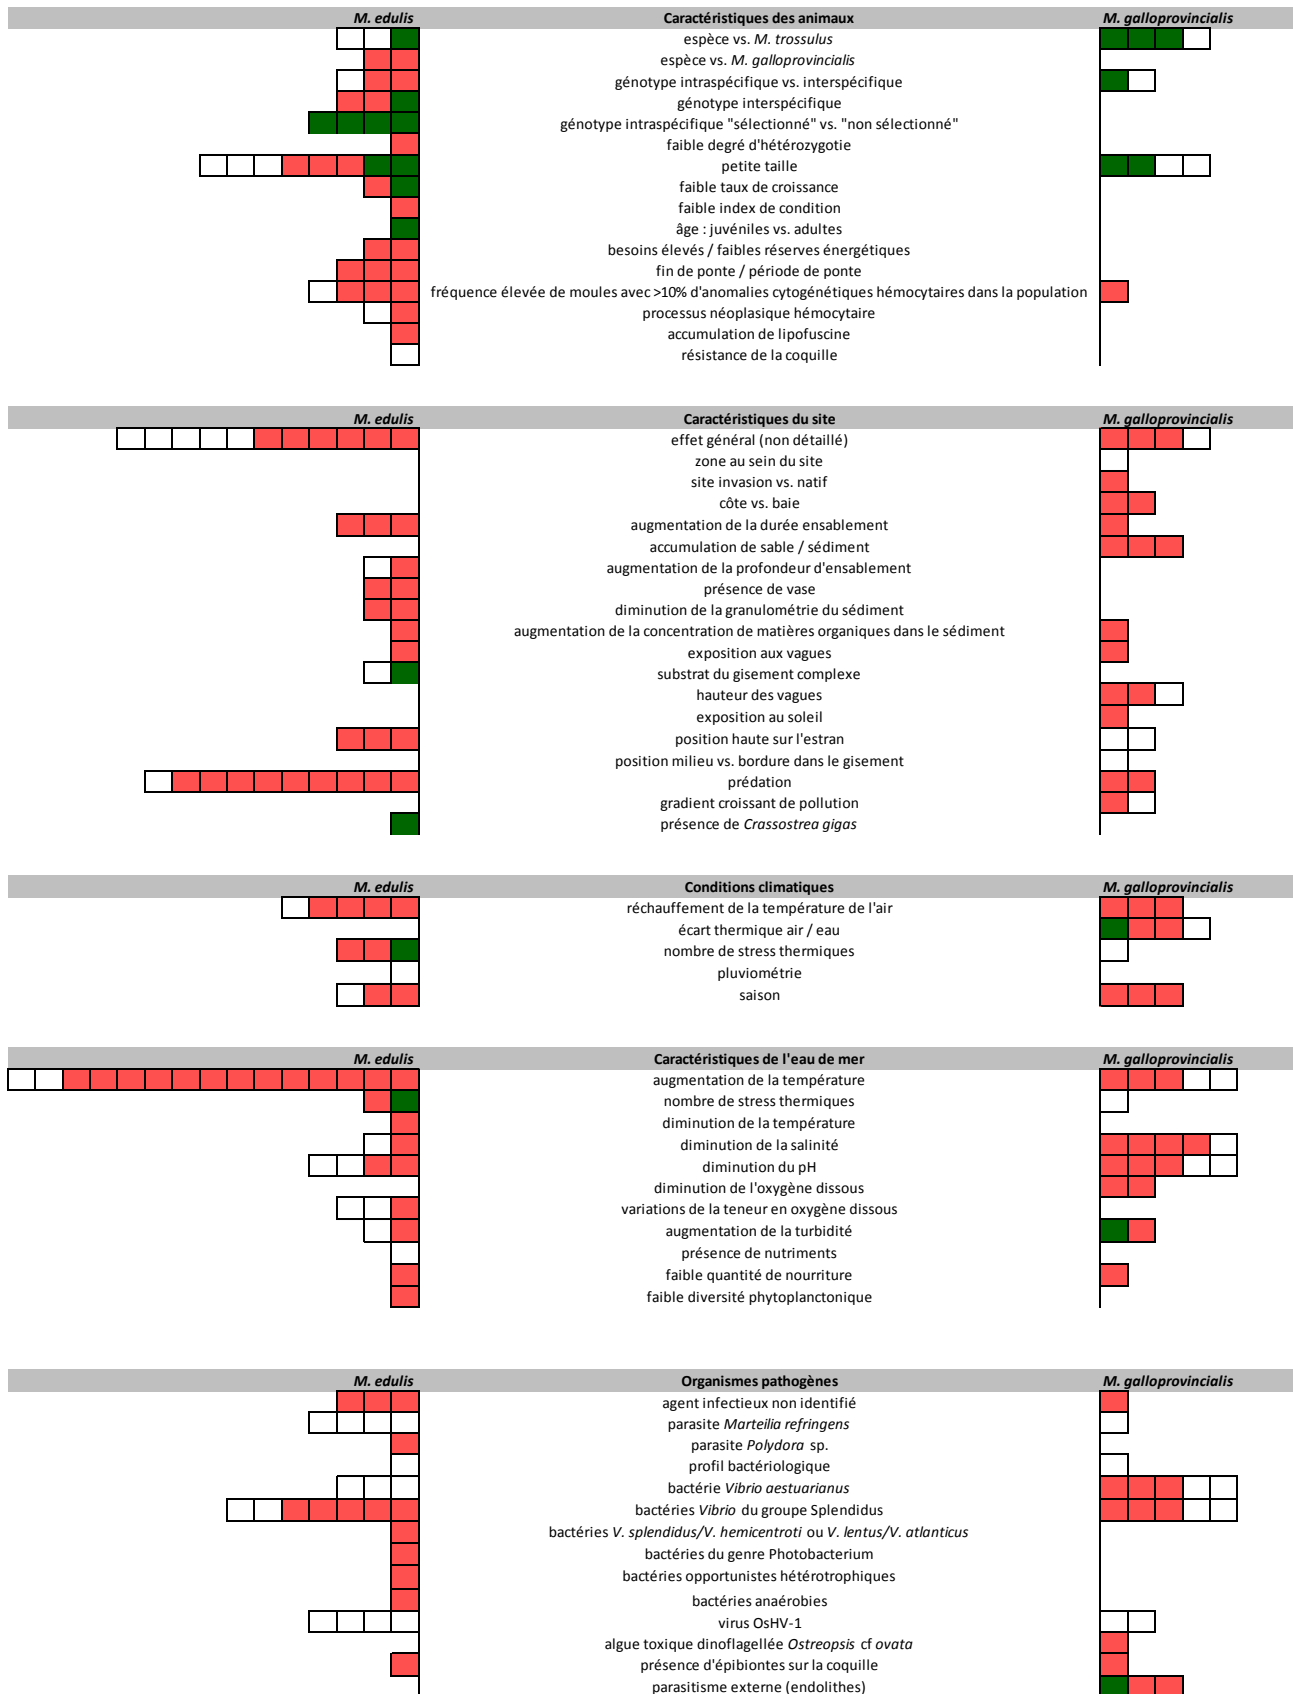 M. edulis Caractéristiques des animaux M. galloprovincialis
espèce vs. M. trossulus
espèce vs. M. galloprovincialis
génotype intraspécifique vs. interspécifique
génotype interspécifique
génotype intraspécifique "sélectionné" vs. "non sélectionné"
faible degré d'hétérozygotie
petite taille
faible taux de croissance
faible index de condition
âge : juvéniles vs. adultes
besoins élevés / faibles réserves énergétiques
fin de ponte / période de ponte
fréquence élevée de moules avec >10% d'anomalies cytogénétiques hémocytaires dans la population
processus néoplasique hémocytaire
accumulation de lipofuscine
résistance de la coquille
M. edulis Caractéristiques du site M. galloprovincialis
effet général (non détaillé)
zone au sein du site
site invasion vs. natif
côte vs. baie
augmentation de la durée ensablement
accumulation de sable / sédiment
augmentation de la profondeur d'ensablement
présence de vase
diminution de la granulométrie du sédiment
augmentation de la concentration de matières organiques dans le sédiment
exposition aux vagues
substrat du gisement complexe
hauteur des vagues
exposition au soleil
position haute sur l'estran
position milieu vs. bordure dans le gisement
prédation
gradient croissant de pollution
présence de Crassostrea gigas
M. edulis Conditions climatiques M. galloprovincialis
réchauffement de la température de l'air
écart thermique air / eau
nombre de stress thermiques
pluviométrie
saison
M. edulis Caractéristiques de l'eau de mer M. galloprovincialis
augmentation de la température
nombre de stress thermiques
diminution de la température
diminution de la salinité
diminution du pH
diminution de l'oxygène dissous
variations de la teneur en oxygène dissous
augmentation de la turbidité
présence de nutriments
faible quantité de nourriture
faible diversité phytoplanctonique
M. edulis Organismes pathogènes M. galloprovincialis
agent infectieux non identifié
parasite Marteilia refringens
parasite Polydora sp.
profil bactériologique
bactérie Vibrio aestuarianus
bactéries Vibrio du groupe Splendidus
bactéries V. splendidus/V. hemicentroti ou V. lentus/V. atlanticus
bactéries du genre Photobacterium
bactéries opportunistes hétérotrophiques
bactéries anaérobies
virus OsHV-1
algue toxique dinoflagellée Ostreopsis cf ovata
présence d'épibiontes sur la coquille
parasitisme externe (endolithes)